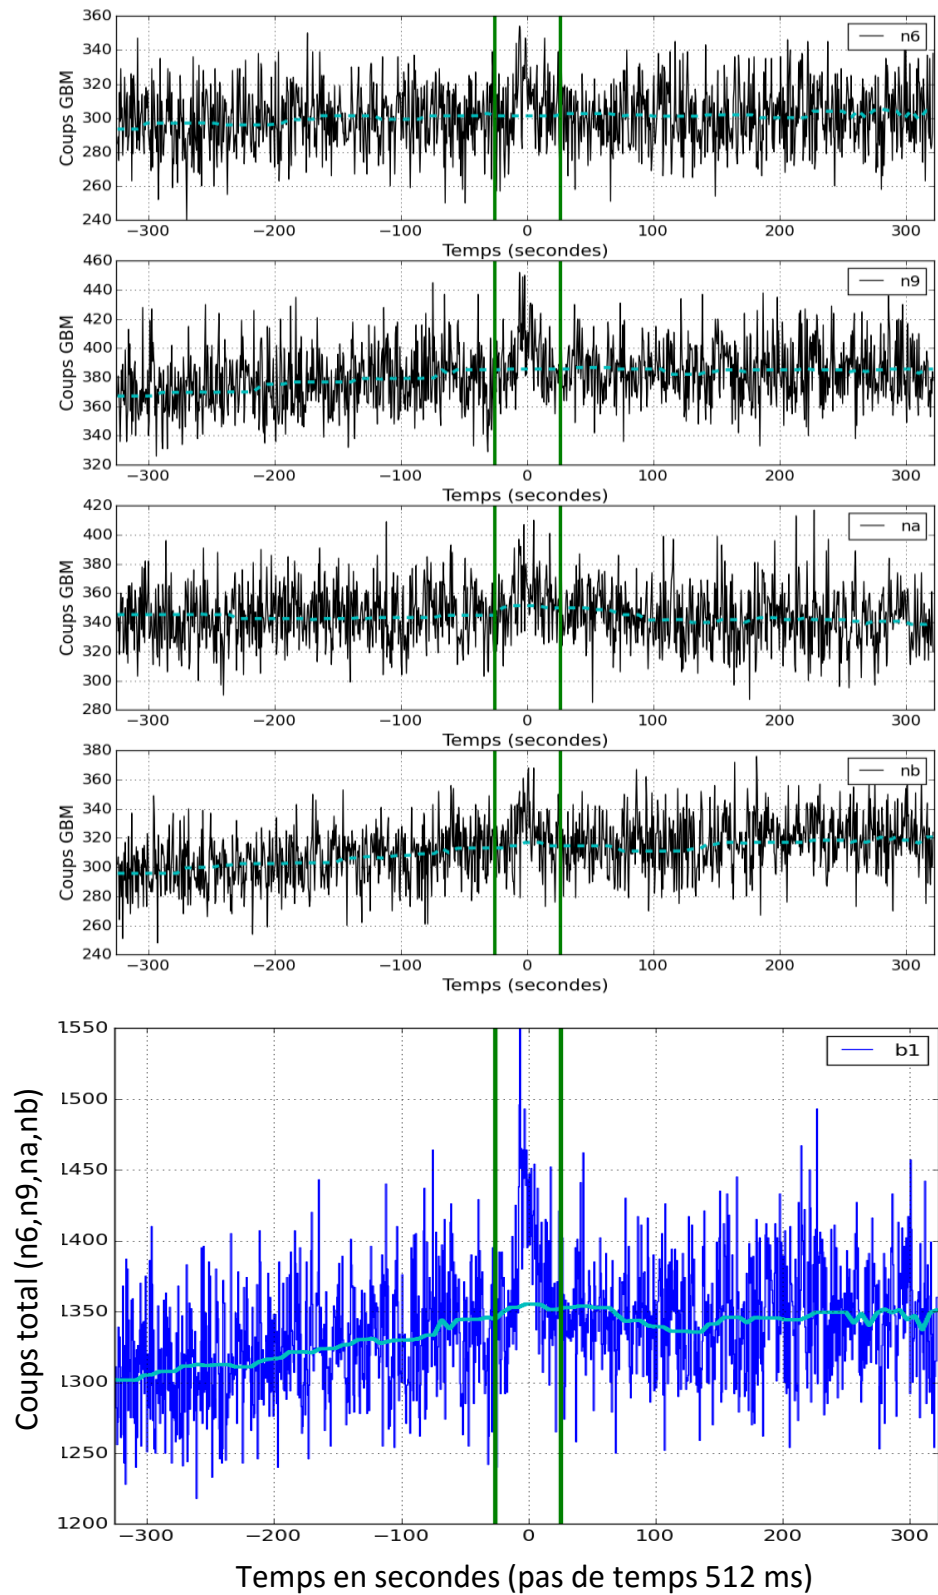 360
340
320
300
280
260
240
Coups GBM
n6
−300 −200 −100 0 100 200 300
Temps (secondes)
460
440
420
400
380
360
340
320
Coups GBM
n9
−300 −200 −100 0 100 200 300
Temps (secondes)
420
400
380
360
340
320
300
280
Coups GBM
na
−300 −200 −100 0 100 200 300
Temps (secondes)
380
360
340
320
300
280
260
240
Coups GBM
nb
−300 −200 −100 0 100 200 300
Temps (secondes)
1550
1500
1450
1400
1350
1300
1250
1200
Coups total (n6,n9,na,nb)
b1
−300 −200 −100 0 100 200 300
Temps en secondes (pas de temps 512 ms)